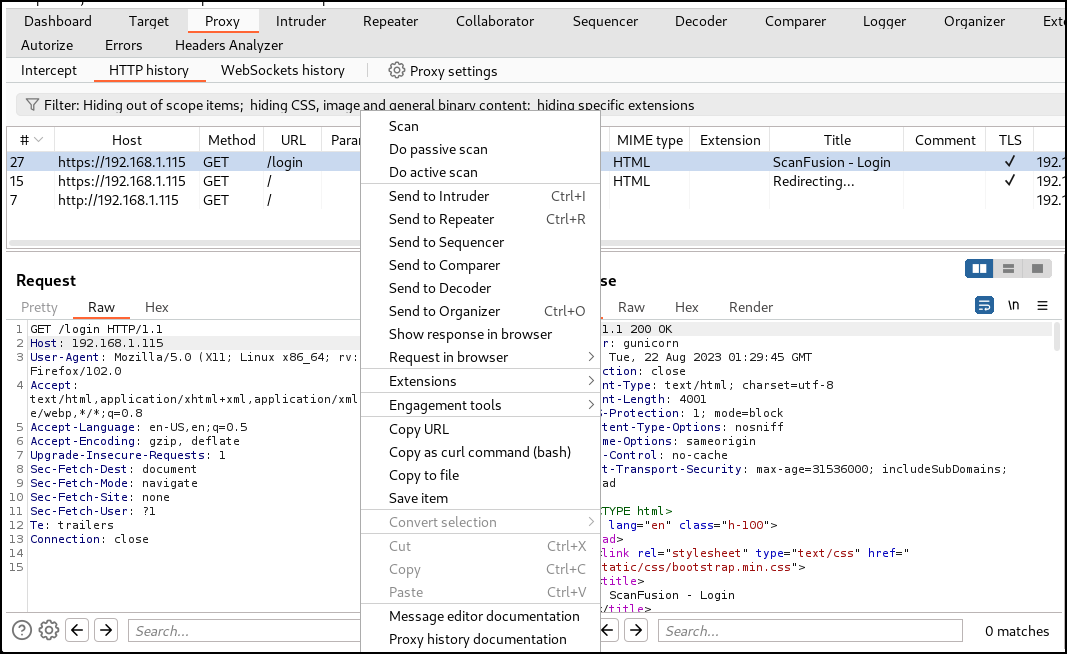 Dashboard Target Proxy Intruder Repeater Collaborator Sequencer Decoder Comparer Logger Organizer
Autorize Errors Headers Analyzer
Intercept HTTP history WebSockets history Proxy settings
Filter: Hiding out of scope items; hiding CSS, image and general binary content; hiding specific extensions
# Host Method URL Parar MIME type Extension Title Comment TLS
27 https://192.168.1.115 GET /login HTML ScanFusion - Login ✓ 192.1
15 https://192.168.1.115 GET / HTML Redirecting... ✓ 192.1
7 http://192.168.1.115 GET / 192.1
Scan
Do passive scan
Do active scan
Send to Intruder Ctrl+I
Send to Repeater Ctrl+R
Send to Sequencer
Send to Comparer
Send to Decoder
Send to Organizer Ctrl+O
Show response in browser
Request in browser
Extensions
Engagement tools
Copy URL
Copy as curl command (bash)
Copy to file
Save item
Convert selection
Cut Ctrl+X
Copy Ctrl+C
Paste Ctrl+V
Message editor documentation
Proxy history documentation
Request
Pretty Raw Hex
1 GET /login HTTP/1.1
2 Host: 192.168.1.115
3 User-Agent: Mozilla/5.0 (X11; Linux x86_64; rv:
Firefox/102.0
4 Accept:
text/html,application/xhtml+xml,application/xml
e/webp,*/*;q=0.8
5 Accept-Language: en-US,en;q=0.5
6 Accept-Encoding: gzip, deflate
7 Upgrade-Insecure-Requests: 1
8 Sec-Fetch-Dest: document
9 Sec-Fetch-Mode: navigate
10 Sec-Fetch-Site: none
11 Sec-Fetch-User: ?1
12 Te: trailers
13 Connection: close
14
15
Search...
se
Raw Hex Render \n
1.1 200 OK
r: gunicorn
Tue, 22 Aug 2023 01:29:45 GMT
ction: close
nt-Type: text/html; charset=utf-8
nt-Length: 4001
-Protection: 1; mode=block
tent-Type-Options: nosniff
me-Options: sameorigin
-Control: no-cache
t-Transport-Security: max-age=31536000; includeSubDomains;
ad
TYPE html>
lang="en" class="h-100">
ad>
link rel="stylesheet" type="text/css" href="
tatic/css/bootstrap.min.css">
title>
ScanFusion - Login
/title>
Search... 0 matches